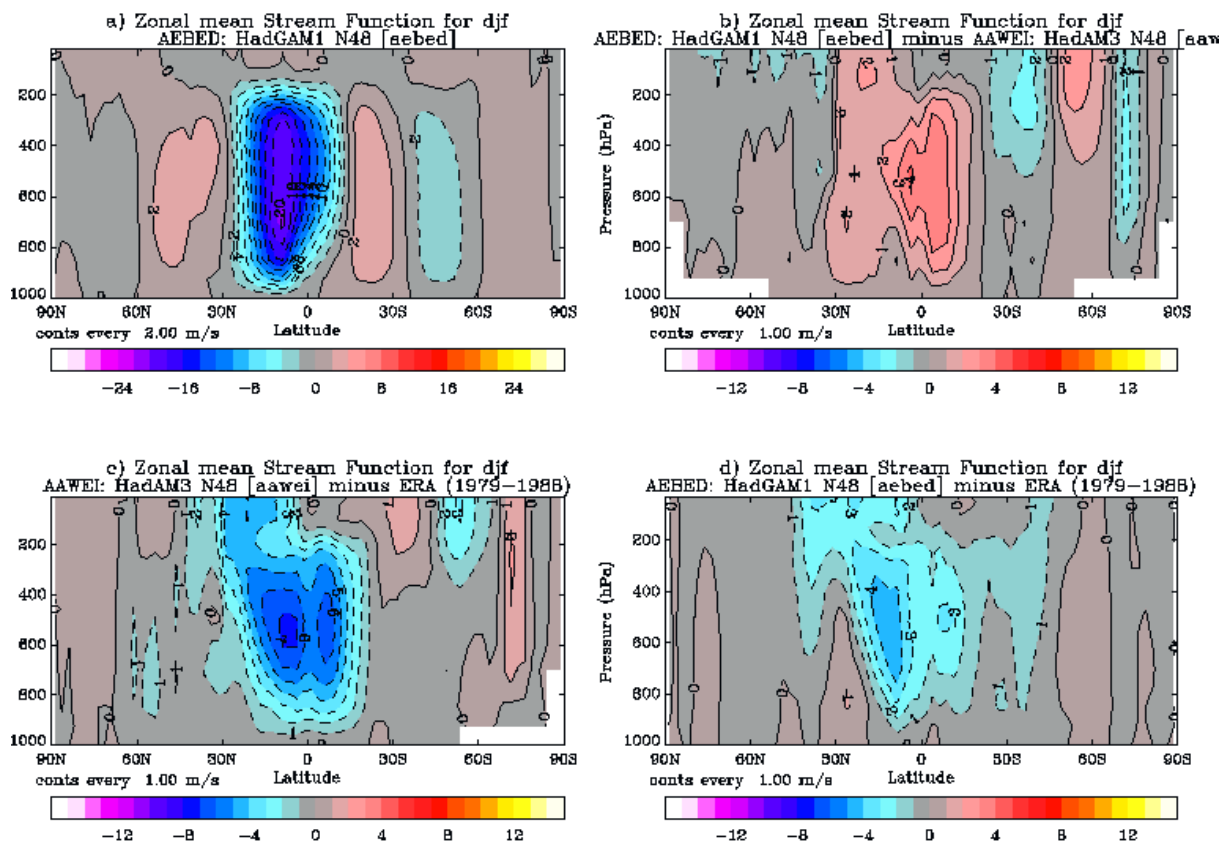 a) Zonal mean Stream Function for djf
AEBED: HadGAM1 N48 [aebed]
200
400
600
800
1000
90N 60N 30N 0 30S 60S 90S
conts every 2.00 m/s
Latitude
−24 −16 −8 0 8 16 24
b) Zonal mean Stream Function for djf
AEBED: HadGAM1 N48 [aebed] minus AAWEI: HadAM3 N48 [aaw
Pressure (hPa)
200
400
600
800
1000
90N 60N 30N 0 30S 60S 90S
conts every 1.00 m/s
Latitude
−12 −8 −4 0 4 8 12
c) Zonal mean Stream Function for djf
AAWEI: HadAM3 N48 [aawei] minus ERA (1979−1988)
200
400
600
800
1000
90N 60N 30N 0 30S 60S 90S
conts every 1.00 m/s
Latitude
−12 −8 −4 0 4 8 12
d) Zonal mean Stream Function for djf
AEBED: HadGAM1 N48 [aebed] minus ERA (1979−1988)
Pressure (hPa)
200
400
600
800
1000
90N 60N 30N 0 30S 60S 90S
conts every 1.00 m/s
Latitude
−12 −8 −4 0 4 8 12